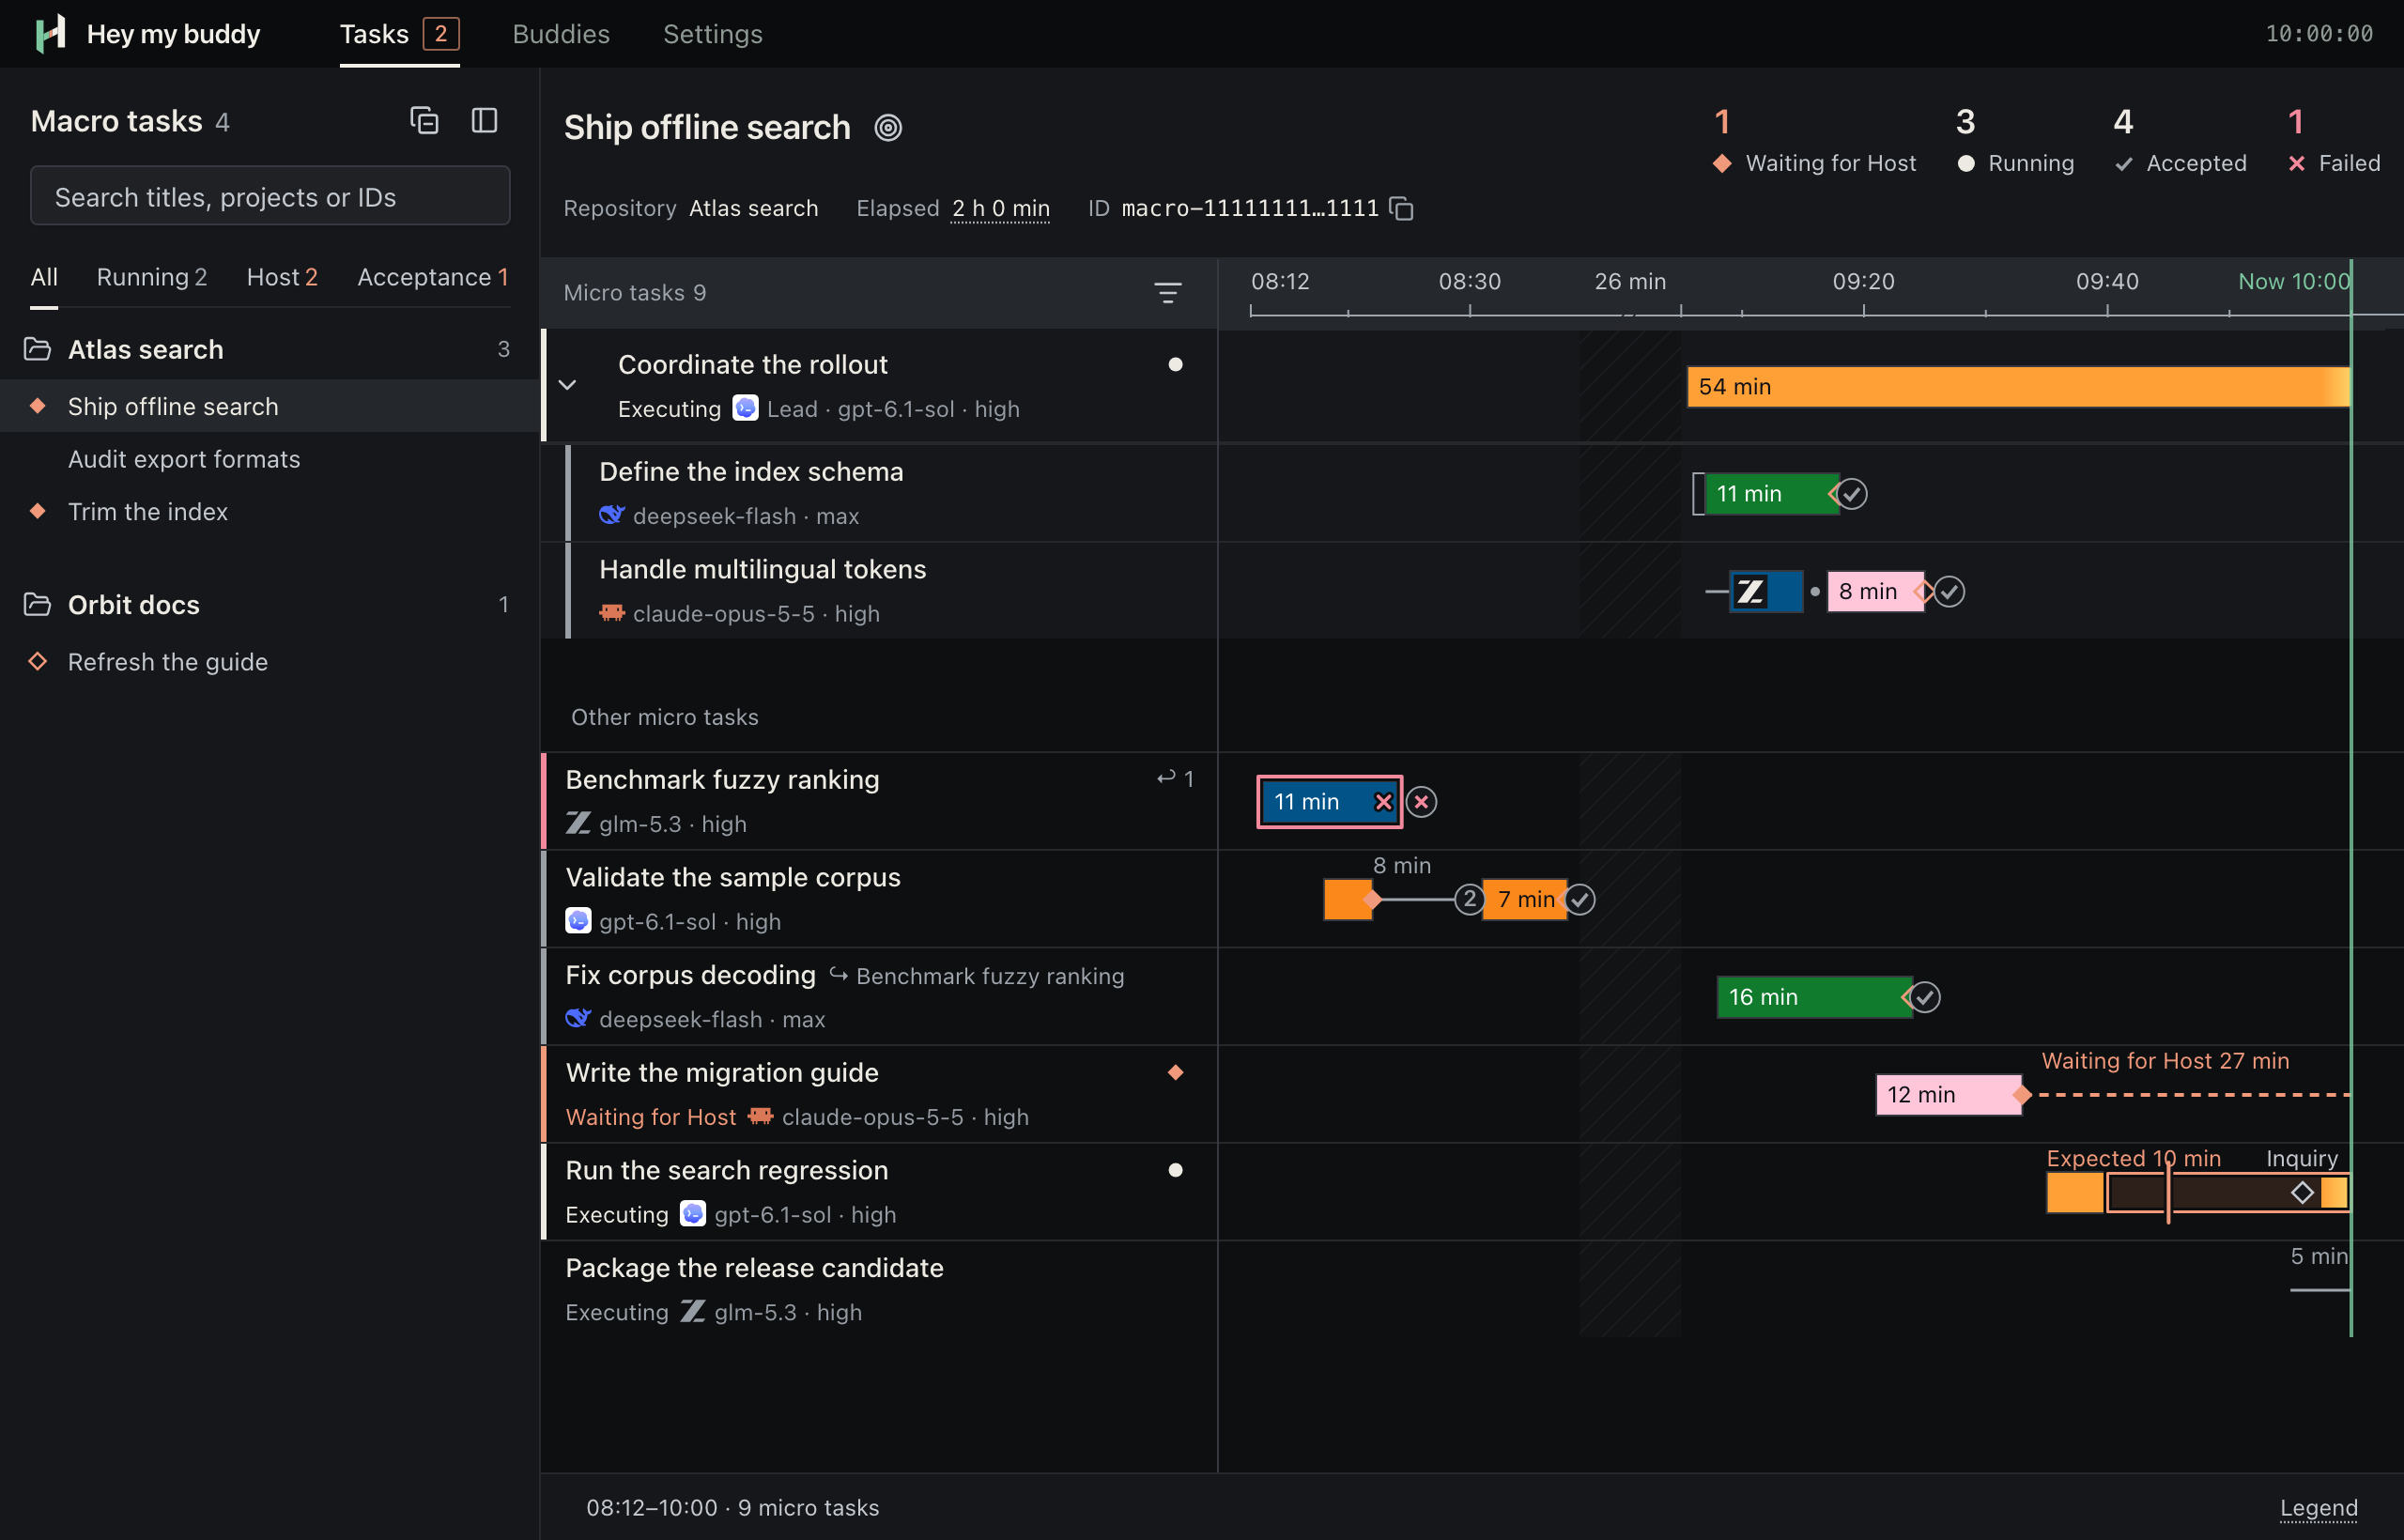 Hey my buddy
Tasks 2
Buddies
Settings
10:00:00
Macro tasks 4
Search titles, projects or IDs
All
Running 2
Host 2
Acceptance 1
Atlas search 3
Ship offline search
Audit export formats
Trim the index
Orbit docs 1
Refresh the guide
Ship offline search
1
Waiting for Host
3
Running
4
Accepted
1
Failed
Repository Atlas search
Elapsed 2 h 0 min
ID macro-11111111…1111
Micro tasks 9
08:12
08:30
26 min
09:20
09:40
Now 10:00
Coordinate the rollout
Executing Lead · gpt-6.1-sol · high
54 min
Define the index schema
deepseek-flash · max
11 min
Handle multilingual tokens
claude-opus-5-5 · high
8 min
Other micro tasks
Benchmark fuzzy ranking
1
glm-5.3 · high
11 min
Validate the sample corpus
gpt-6.1-sol · high
8 min
2
7 min
Fix corpus decoding Benchmark fuzzy ranking
deepseek-flash · max
16 min
Write the migration guide
Waiting for Host claude-opus-5-5 · high
12 min
Waiting for Host 27 min
Run the search regression
Executing gpt-6.1-sol · high
Expected 10 min
Inquiry
Package the release candidate
Executing glm-5.3 · high
5 min
08:12–10:00 · 9 micro tasks
Legend